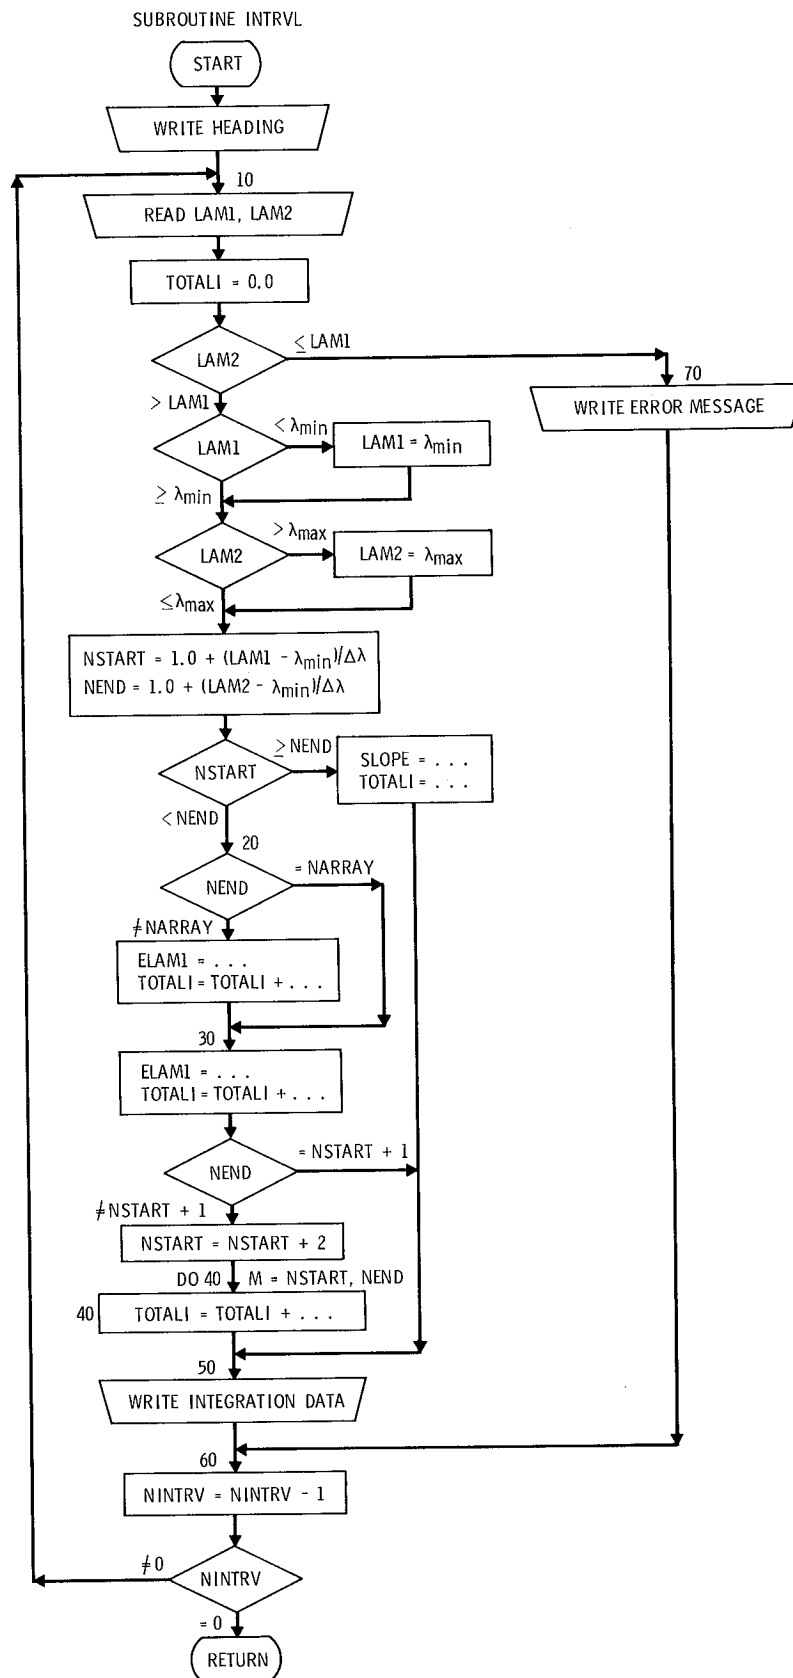 SUBROUTINE INTRVL
START
WRITE HEADING
10
READ LAM1, LAM2
TOTALI = 0.0
LAM2
≤ LAM1
70
WRITE ERROR MESSAGE
> LAM1
LAM1
< λmin
LAM1 = λmin
≥ λmin
LAM2
> λmax
LAM2 = λmax
≤ λmax
NSTART = 1.0 + (LAM1 - λmin)/Δλ
NEND = 1.0 + (LAM2 - λmin)/Δλ
NSTART
≥ NEND
SLOPE = . . .
TOTALI = . . .
< NEND
20
NEND
= NARRAY
≠ NARRAY
ELAM1 = . . .
TOTALI = TOTALI + . . .
30
ELAM1 = . . .
TOTALI = TOTALI + . . .
NEND
= NSTART + 1
≠ NSTART + 1
NSTART = NSTART + 2
DO 40 M = NSTART, NEND
40 TOTALI = TOTALI + . . .
50
WRITE INTEGRATION DATA
60
NINTRV = NINTRV - 1
≠ 0
NINTRV
= 0
RETURN